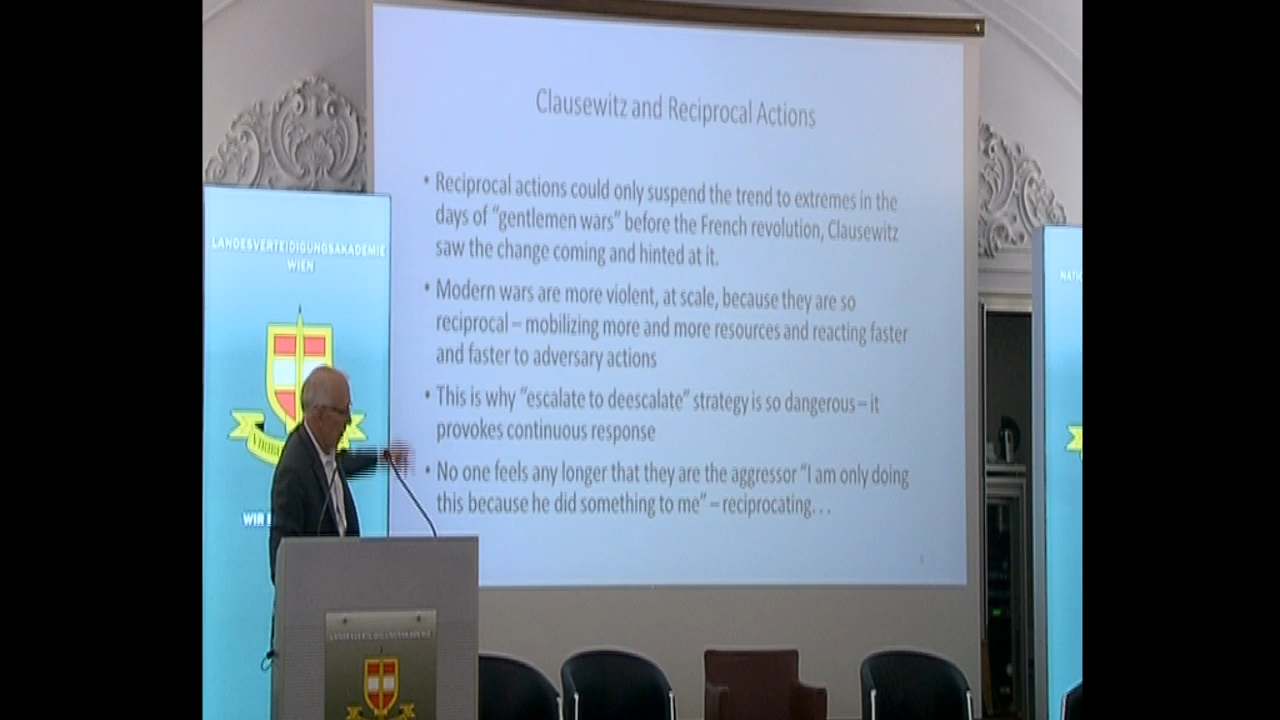 Clausewitz and Reciprocal Actions
• Reciprocal actions could only suspend the trend to extremes in the
days of “gentlemen wars” before the French revolution, Clausewitz
saw the change coming and hinted at it.
• Modern wars are more violent, at scale, because they are so
reciprocal – mobilizing more and more resources and reacting faster
and faster to adversary actions
• This is why “escalate to deescalate” strategy is so dangerous – it
provokes continuous response
• No one feels any longer that they are the aggressor “I am only doing
this because he did something to me” – reciprocating…
LANDESVERTEIDIGUNGSAKADEMIE
WIEN
WIR
LANDESVERTEIDIGUNGSAKADEMIE